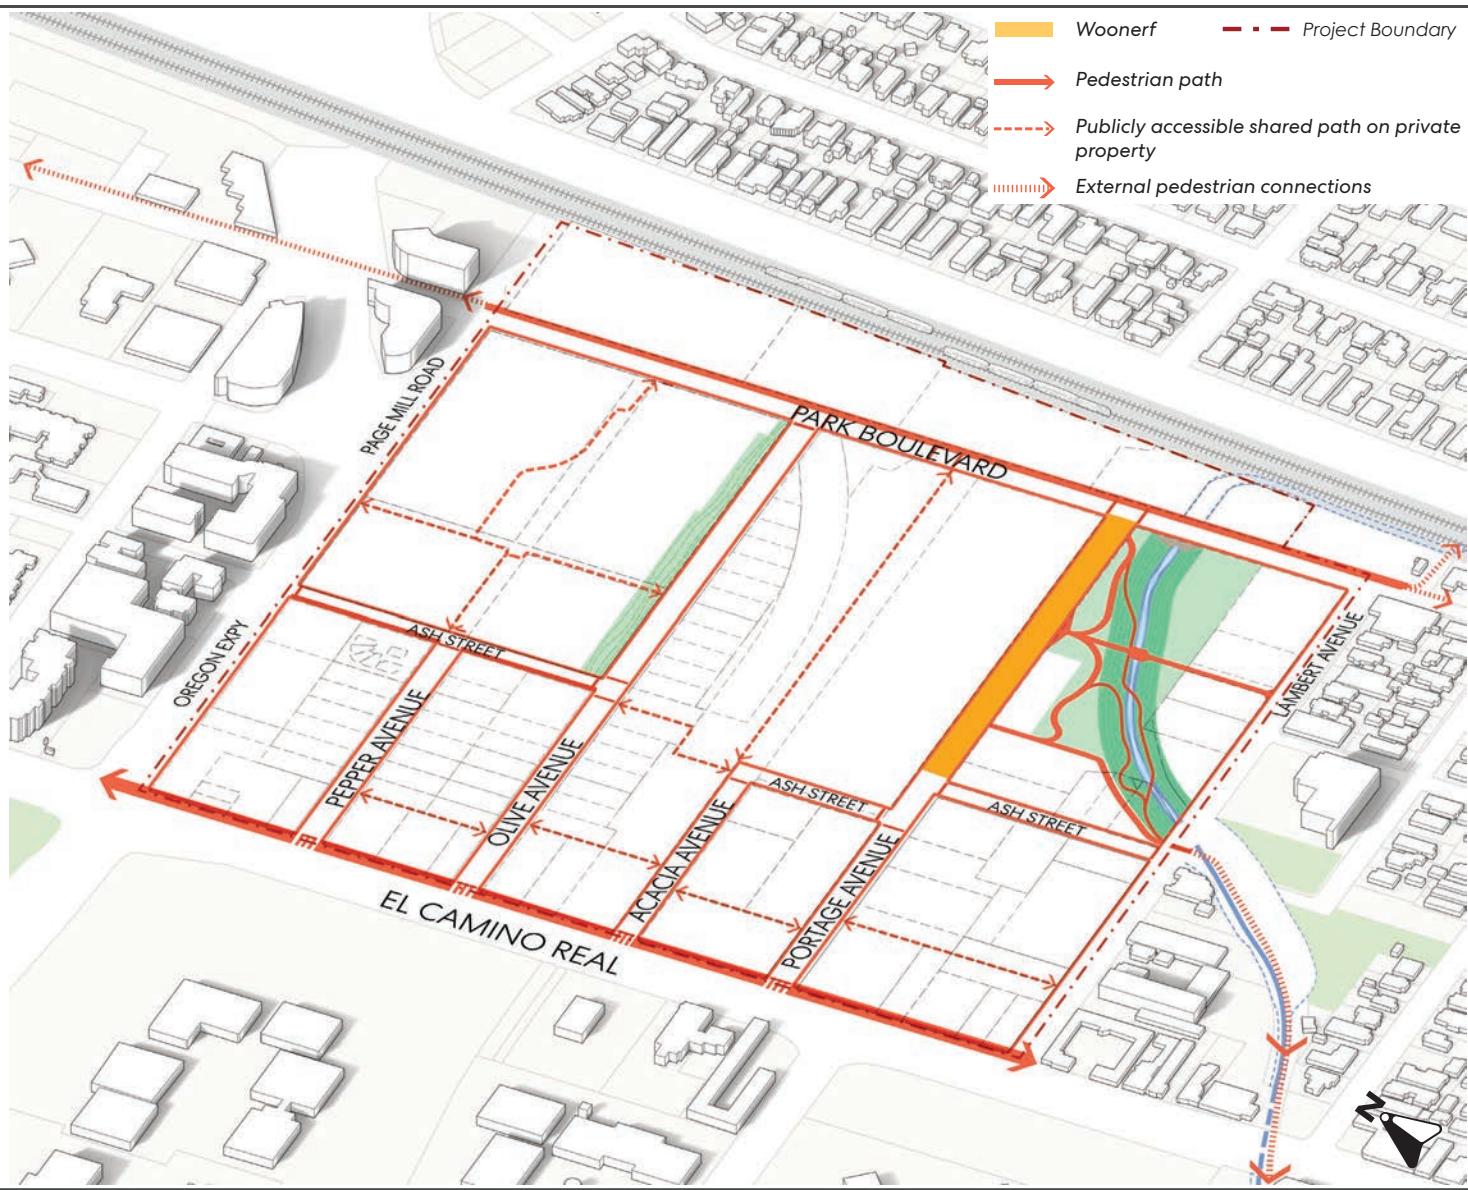 Woonerf
Project Boundary
Pedestrian path
Publicly accessible shared path on private
property
External pedestrian connections
PAGE MILL ROAD
PARK BOULEVARD
OREGON EXPY
ASH STREET
LAMBERT AVENUE
PEPPER AVENUE
OLIVE AVENUE
ACACIA AVENUE
ASH STREET
ASH STREET
PORTAGE AVENUE
EL CAMINO REAL
N